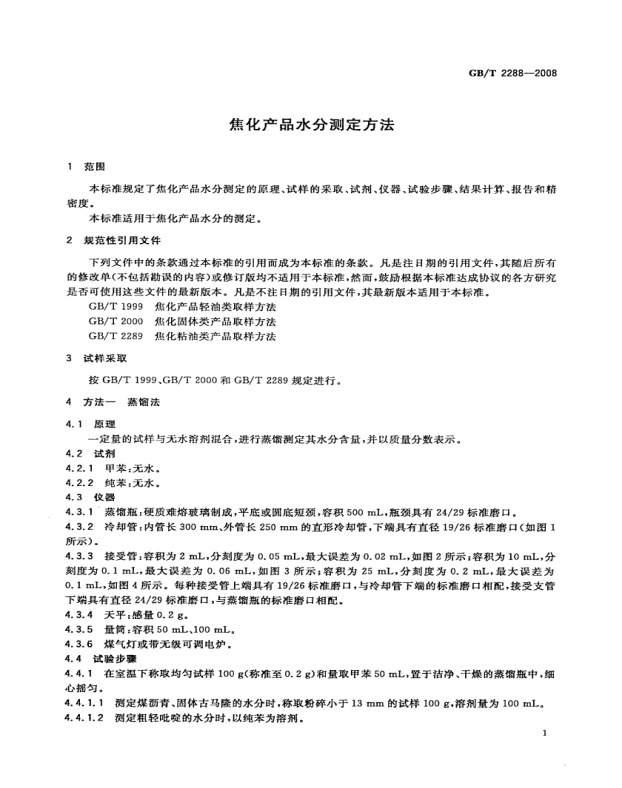 GB/T 2288—2008
焦化产品水分测定方法
1 范围
本标准规定了焦化产品水分测定的原理、试样的采取、试剂、仪器、试验步骤、结果计算、报告和精
密度。
本标准适用于焦化产品水分的测定。
2 规范性引用文件
下列文件中的条款通过本标准的引用而成为本标准的条款。凡是注日期的引用文件,其随后所有
的修改单(不包括勘误的内容)或修订版均不适用于本标准,然而,鼓励根据本标准达成协议的各方研究
是否可使用这些文件的最新版本。凡是不注日期的引用文件,其最新版本适用于本标准。
GB/T 1999 焦化产品轻油类取样方法
GB/T 2000 焦化固体类产品取样方法
GB/T 2289 焦化粘油类产品取样方法
3 试样采取
按 GB/T 1999、GB/T 2000 和 GB/T 2289 规定进行。
4 方法一 蒸馏法
4.1 原理
一定量的试样与无水溶剂混合,进行蒸馏测定其水分含量,并以质量分数表示。
4.2 试剂
4.2.1 甲苯:无水。
4.2.2 纯苯:无水。
4.3 仪器
4.3.1 蒸馏瓶:硬质难熔玻璃制成,平底或圆底短颈,容积 500 mL,瓶颈具有 24/29 标准磨口。
4.3.2 冷却管:内管长 300 mm、外管长 250 mm 的直形冷却管,下端具有直径 19/26 标准磨口(如图 1
所示)。
4.3.3 接受管:容积为 2 mL,分刻度为 0.05 mL,最大误差为 0.02 mL,如图 2 所示;容积为 10 mL,分
刻度为 0.1 mL,最大误差为 0.06 mL,如图 3 所示;容积为 25 mL,分刻度为 0.2 mL,最大误差为
0.1 mL,如图 4 所示。每种接受管上端具有 19/26 标准磨口,与冷却管下端的标准磨口相配,接受支管
下端具有直径 24/29 标准磨口,与蒸馏瓶的标准磨口相配。
4.3.4 天平:感量 0.2 g。
4.3.5 量筒:容积 50 mL、100 mL。
4.3.6 煤气灯或带无级可调电炉。
4.4 试验步骤
4.4.1 在室温下称取均匀试样 100 g(称准至 0.2 g)和量取甲苯 50 mL,置于洁净、干燥的蒸馏瓶中,细
心摇匀。
4.4.1.1 测定煤沥青、固体古马隆的水分时,称取粉碎小于 13 mm 的试样 100 g,溶剂量为 100 mL。
4.4.1.2 测定粗轻吡啶的水分时,以纯苯为溶剂。
1